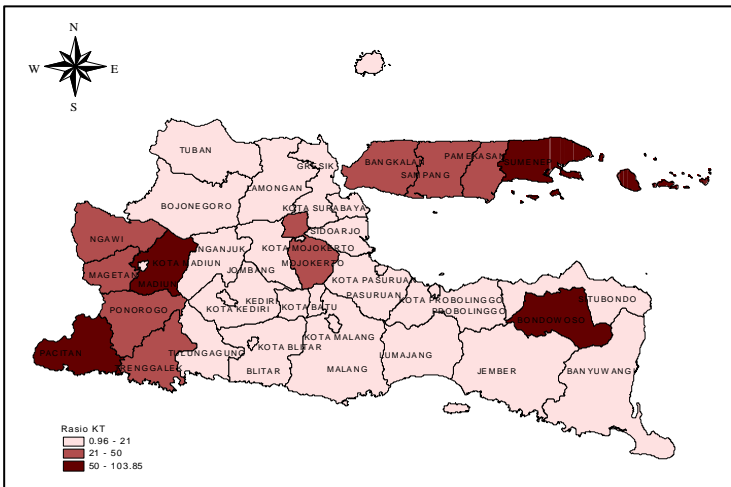 N
W E
S
TUBAN
GRESIK
BANGKALAN
PAMEKASAN
SUMENEP
SAMPANG
LAMONGAN
BOJONEGORO
KOTA SURABAYA
SIDOARJO
NGAWI
NGANJUK
KOTA MOJOKERTO
KOTA MADIUN
MOJOKERTO
MAGETAN
JOMBANG
MADIUN
KOTA PASURUAN
PASURUAN
KEDIRI
KOTA BATU
KOTA PROBOLINGGO
SITUBONDO
PONOROGO
KOTA KEDIRI
PROBOLINGGO
BONDOWOSO
KOTA MALANG
KOTA BLITAR
PACITAN
TULUNGAGUNG
LUMAJANG
TRENGGALEK
BLITAR
MALANG
JEMBER
BANYUWANGI
Rasio KT
0.96 - 21
21 - 50
50 - 103.85